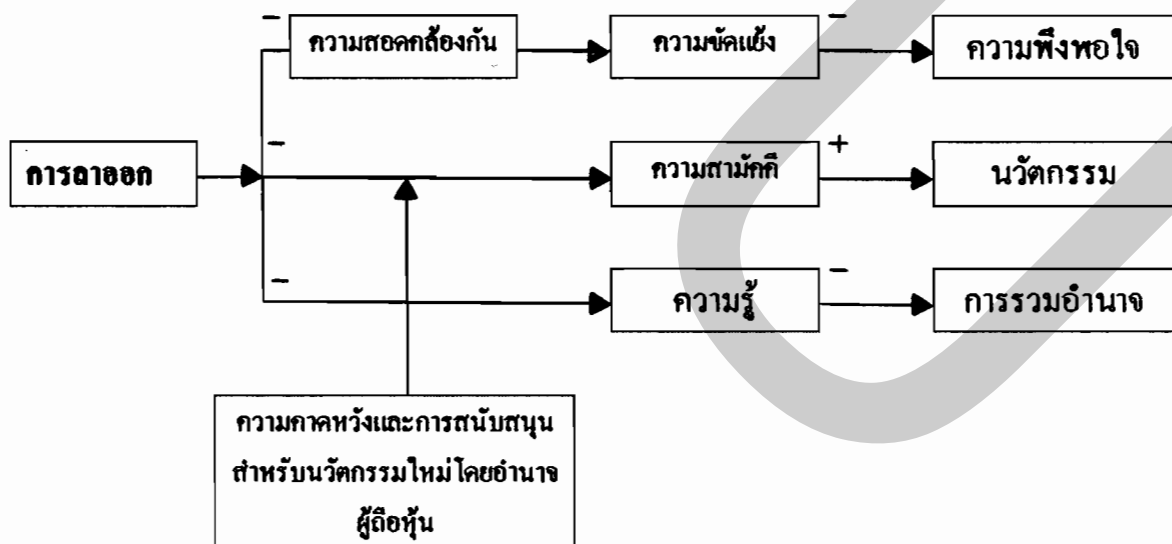 −
ความสอดคล้องกัน
ความขัดแย้ง
−
ความพึงพอใจ
การลาออก
−
ความสามัคคี
+
นวัตกรรม
−
ความรู้
−
การรวมอำนาจ
ความคาดหวังและการสนับสนุน
สำหรับนวัตกรรมใหม่โดยอำนาจ
ผู้ถือหุ้น